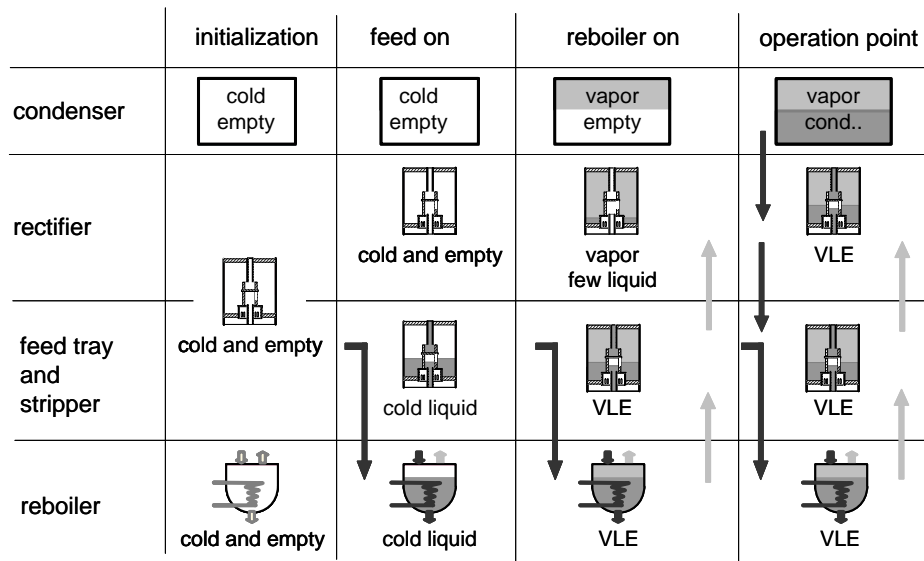 initialization
feed on
reboiler on
operation point
condenser
cold
empty
cold
empty
vapor
empty
vapor
cond..
rectifier
cold and empty
vapor
few liquid
VLE
feed tray
and
stripper
cold and empty
cold liquid
VLE
VLE
reboiler
cold and empty
cold liquid
VLE
VLE